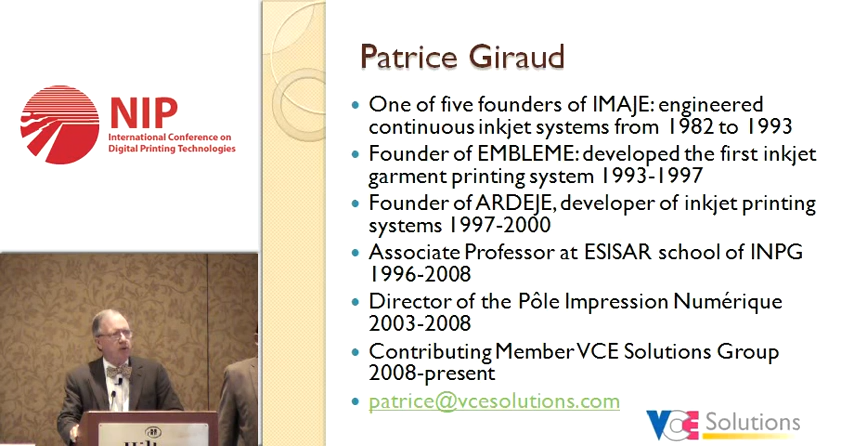 NIP
International Conference on
Digital Printing Technologies
Patrice Giraud
One of five founders of IMAJE: engineered
continuous inkjet systems from 1982 to 1993
Founder of EMBLEME: developed the first inkjet
garment printing system 1993-1997
Founder of ARDEJE, developer of inkjet printing
systems 1997-2000
Associate Professor at ESISAR school of INPG
1996-2008
Director of the Pôle Impression Numérique
2003-2008
Contributing Member VCE Solutions Group
2008-present
patrice@vcesolutions.com
VCE Solutions